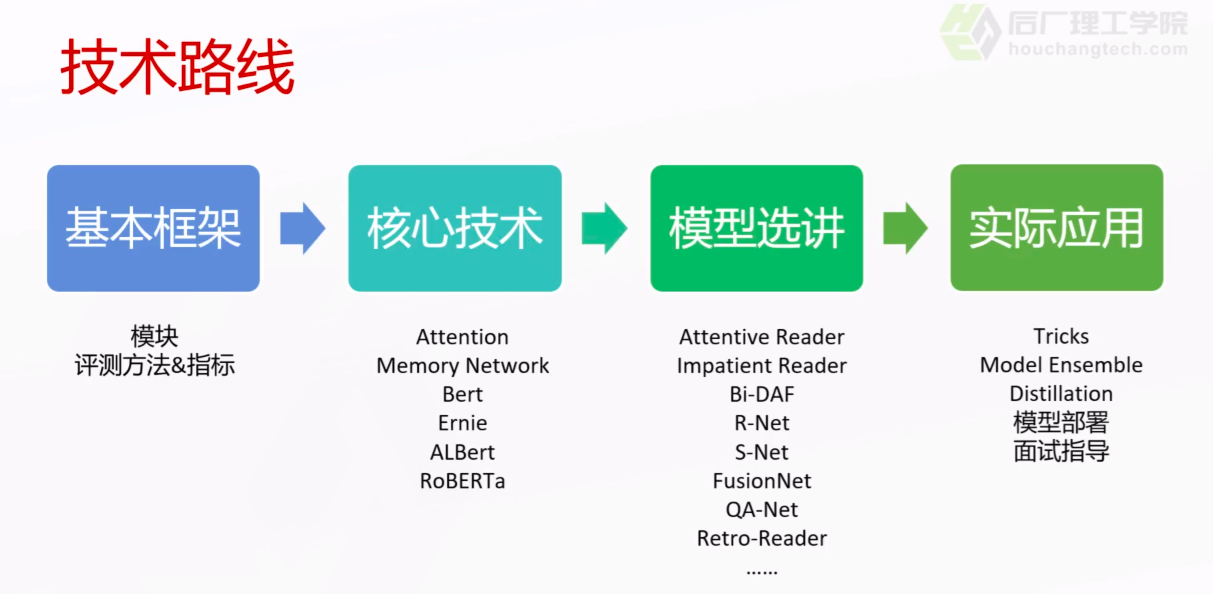 后厂理工学院
houchangtech.com
技术路线
基本框架
核心技术
模型选讲
实际应用
模块
评测方法&指标
Attention
Memory Network
Bert
Ernie
ALBert
RoBERTa
Attentive Reader
Impatient Reader
Bi-DAF
R-Net
S-Net
FusionNet
QA-Net
Retro-Reader
……
Tricks
Model Ensemble
Distillation
模型部署
面试指导